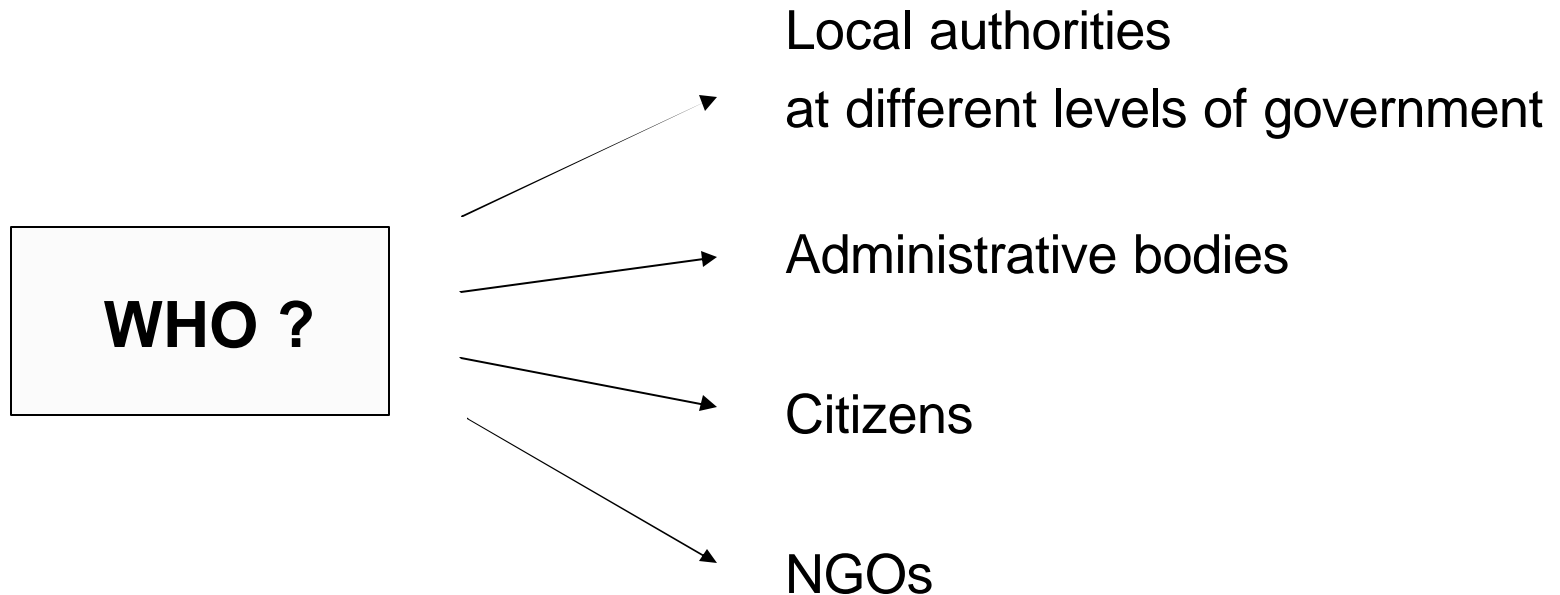 Local authorities
at different levels of government
Administrative bodies
WHO ?
Citizens
NGOs